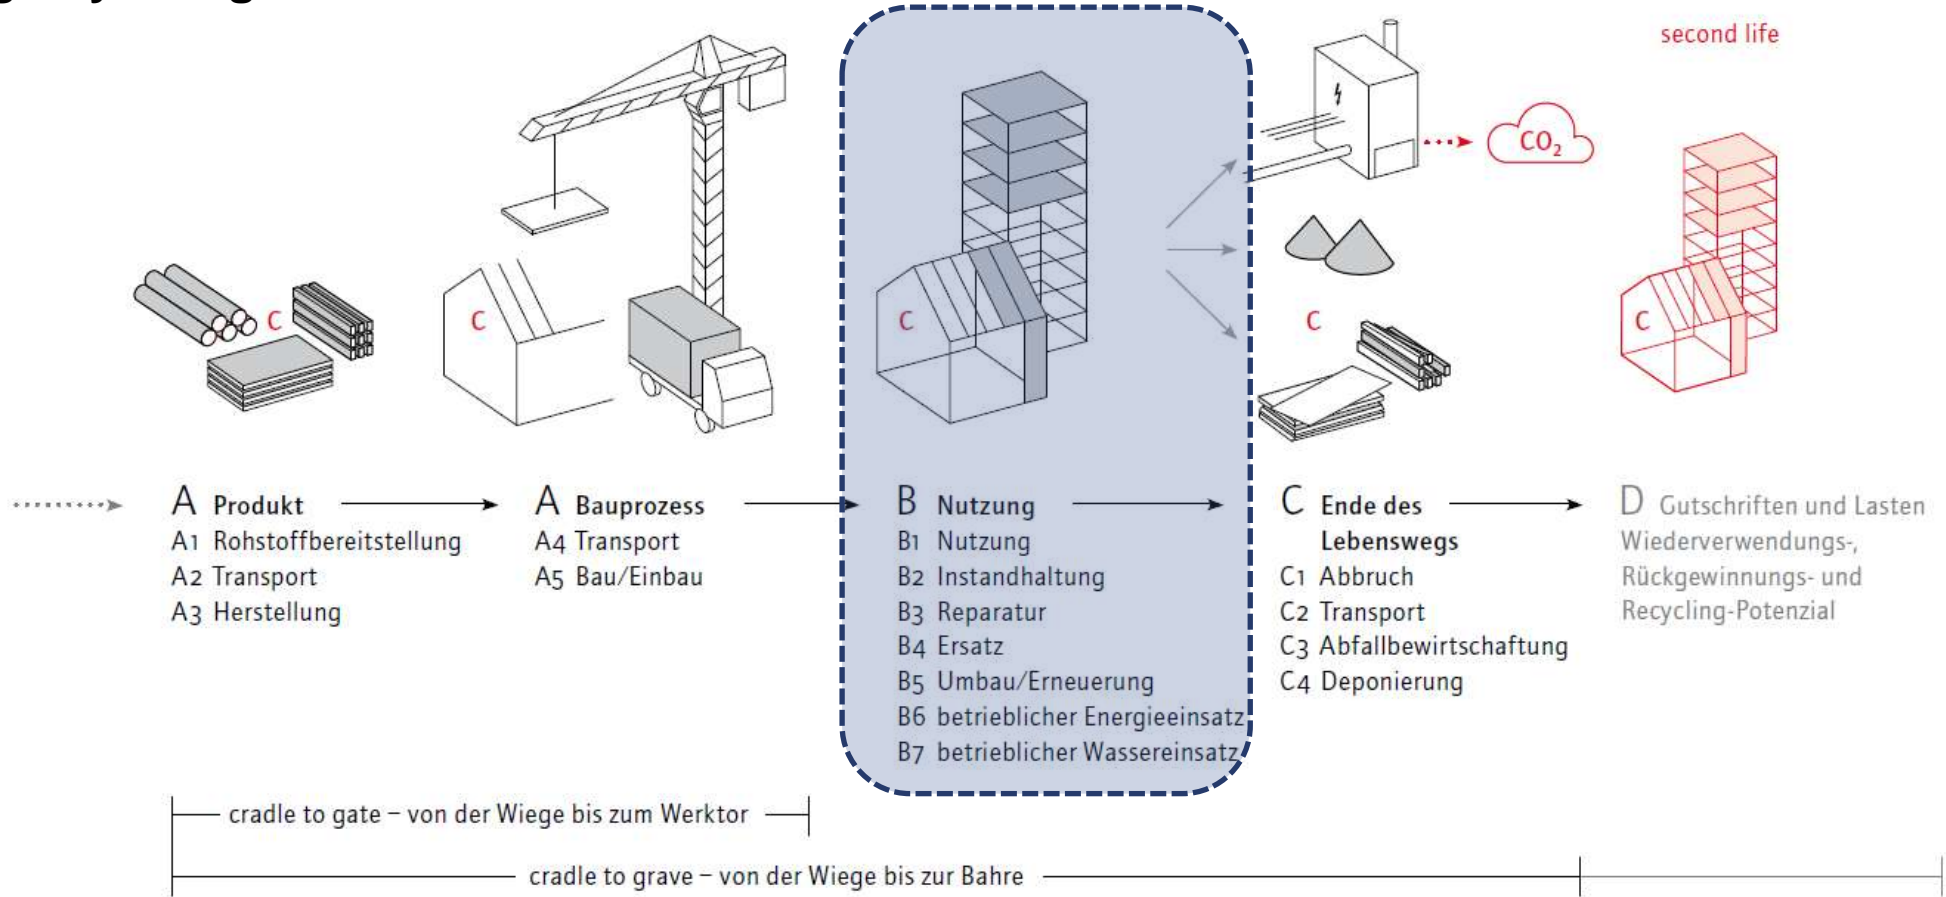 second life
CO₂
C
C
C
C
C
A Produkt
A1 Rohstoffbereitstellung
A2 Transport
A3 Herstellung
A Bauprozess
A4 Transport
A5 Bau/Einbau
B Nutzung
B1 Nutzung
B2 Instandhaltung
B3 Reparatur
B4 Ersatz
B5 Umbau/Erneuerung
B6 betrieblicher Energieeinsatz
B7 betrieblicher Wassereinsatz
C Ende des
Lebenswegs
C1 Abbruch
C2 Transport
C3 Abfallbewirtschaftung
C4 Deponierung
D Gutschriften und Lasten
Wiederverwendungs-,
Rückgewinnungs- und
Recycling-Potenzial
cradle to gate – von der Wiege bis zum Werktor
cradle to grave – von der Wiege bis zur Bahre